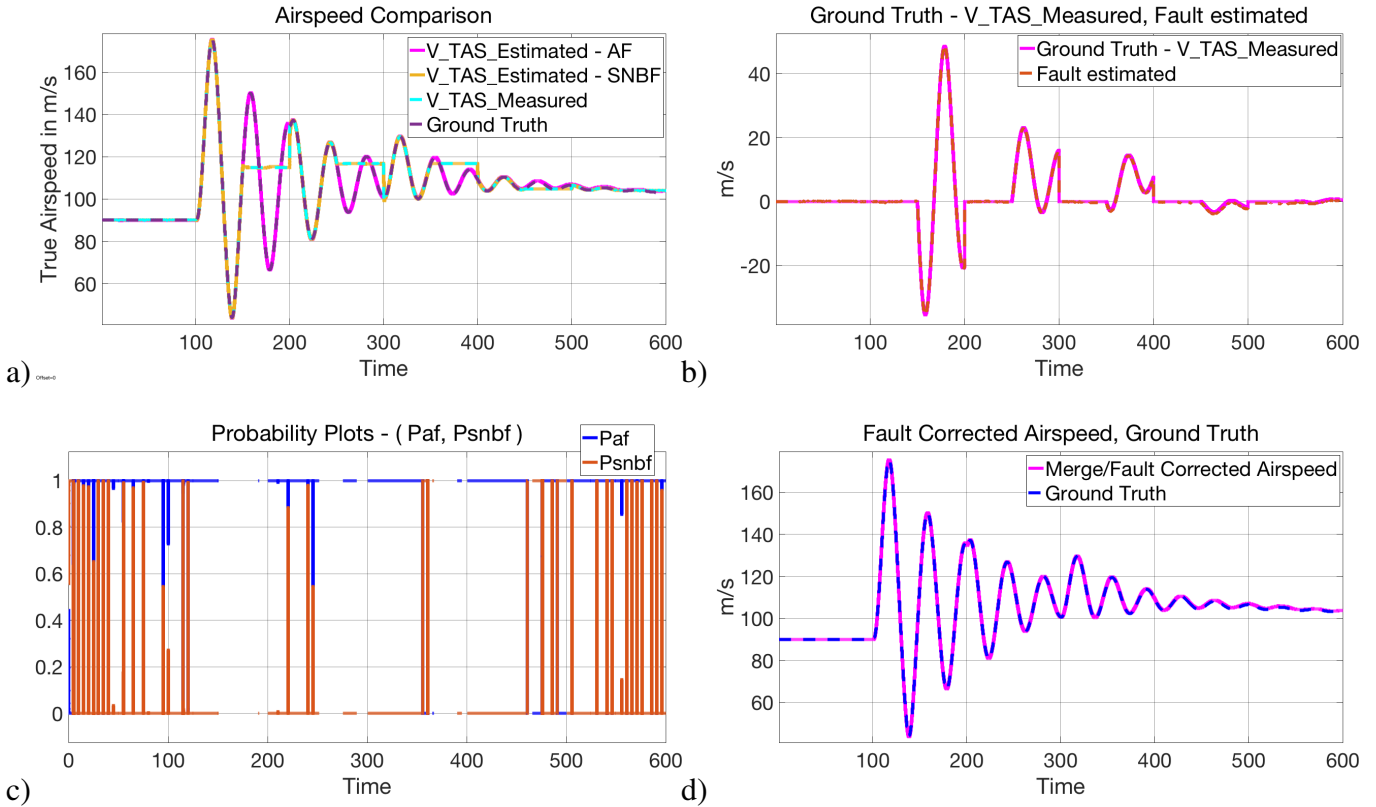 Airspeed Comparison
V_TAS_Estimated - AF
V_TAS_Estimated - SNBF
V_TAS_Measured
Ground Truth
True Airspeed in m/s
160
140
120
100
80
60
100 200 300 400 500 600
Time
a)
Offset=0
Ground Truth - V_TAS_Measured, Fault estimated
Ground Truth - V_TAS_Measured
Fault estimated
m/s
40
20
0
-20
100 200 300 400 500 600
Time
b)
Probability Plots - ( Paf, Psnbf )
Paf
Psnbf
1
0.8
0.6
0.4
0.2
0
0 100 200 300 400 500 600
Time
c)
Fault Corrected Airspeed, Ground Truth
Merge/Fault Corrected Airspeed
Ground Truth
m/s
160
140
120
100
80
60
100 200 300 400 500 600
Time
d)